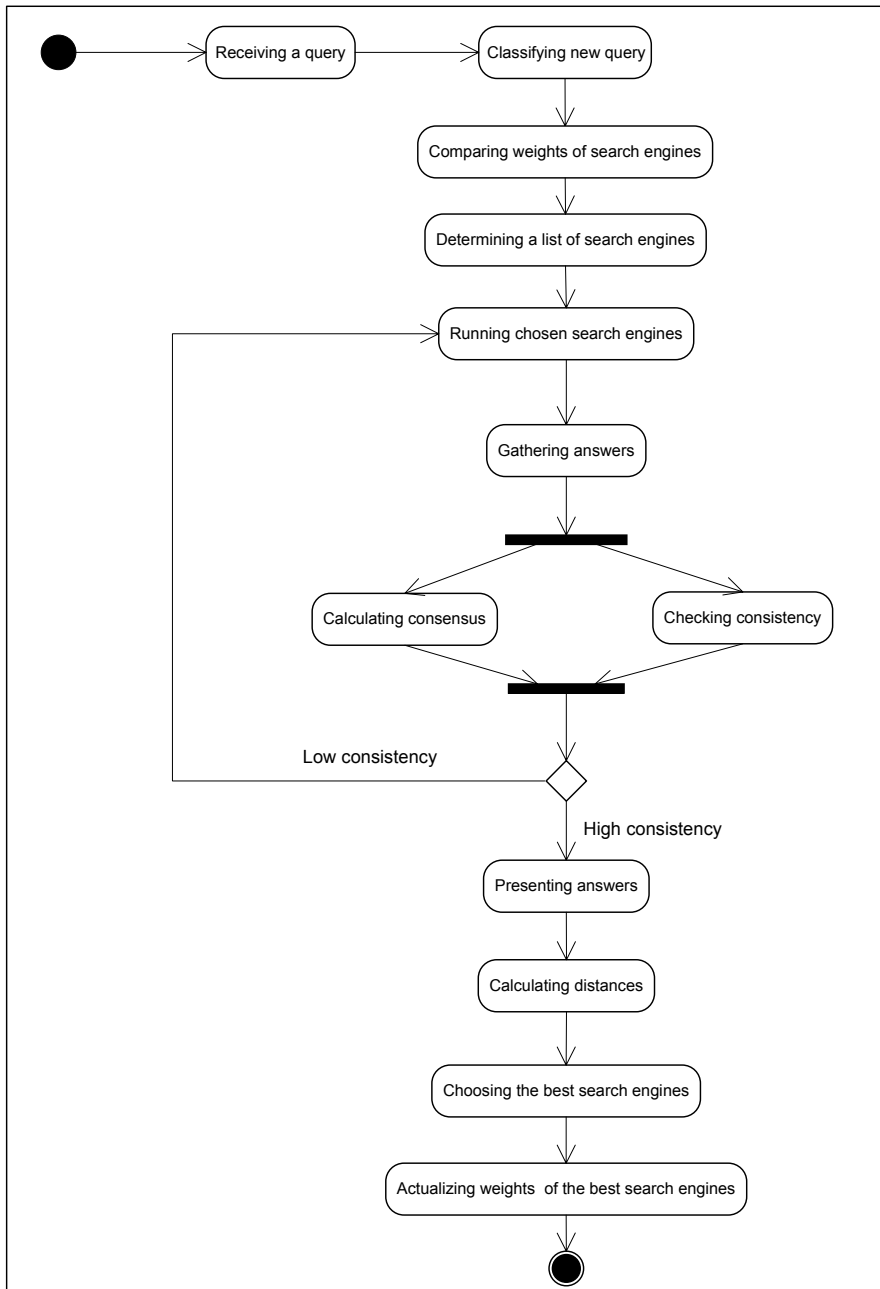 Receiving a query
Classifying new query
Comparing weights of search engines
Determining a list of search engines
Running chosen search engines
Gathering answers
Calculating consensus
Checking consistency
Low consistency
High consistency
Presenting answers
Calculating distances
Choosing the best search engines
Actualizing weights  of the best search engines